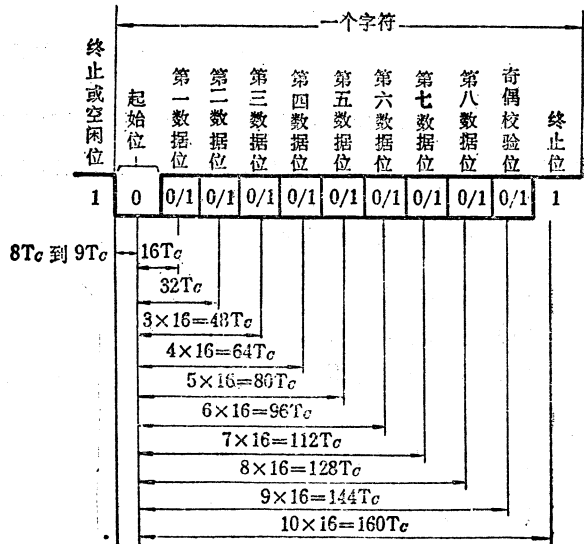 一个字符
终止或空闲位
起始位
第一数据位
第二数据位
第三数据位
第四数据位
第五数据位
第六数据位
第七数据位
第八数据位
奇偶校验位
终止位
1 0 0/1 0/1 0/1 0/1 0/1 0/1 0/1 0/1 0/1 1
8Tc 到 9Tc
16Tc
32Tc
3×16=48Tc
4×16=64Tc
5×16=80Tc
6×16=96Tc
7×16=112Tc
8×16=128Tc
9×16=144Tc
10×16=160Tc